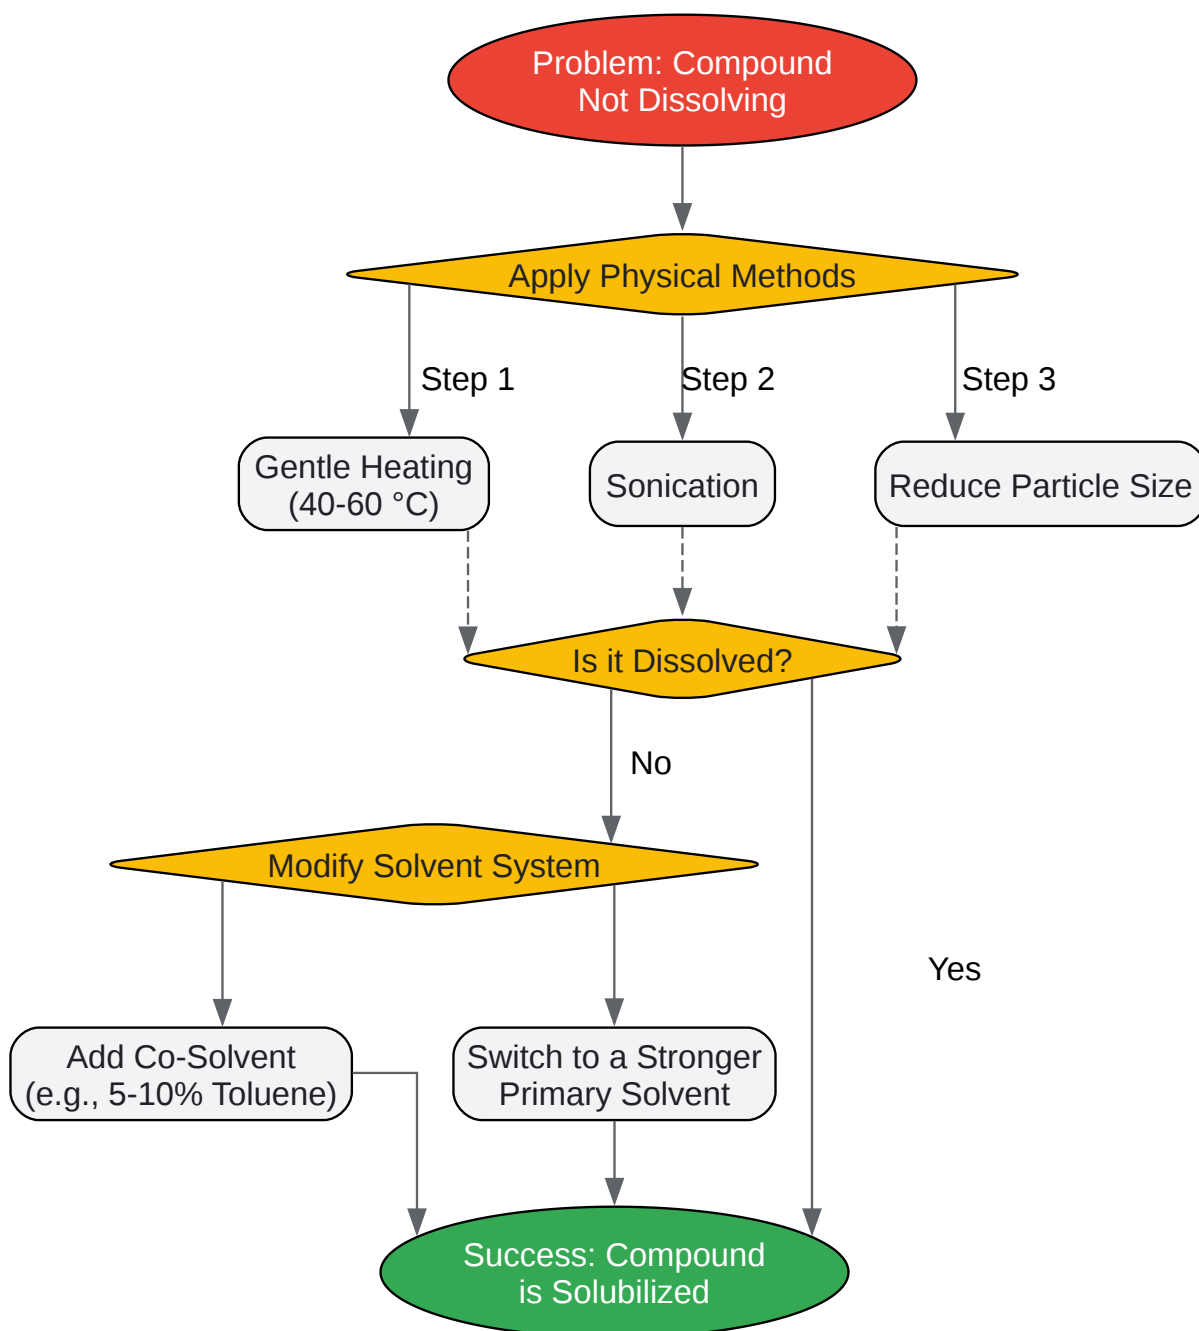 Problem: Compound
Not Dissolving
Apply Physical Methods
Step 1
Step 2
Step 3
Gentle Heating
(40-60 °C)
Sonication
Reduce Particle Size
Is it Dissolved?
No
Modify Solvent System
Yes
Add Co-Solvent
(e.g., 5-10% Toluene)
Switch to a Stronger
Primary Solvent
Success: Compound
is Solubilized